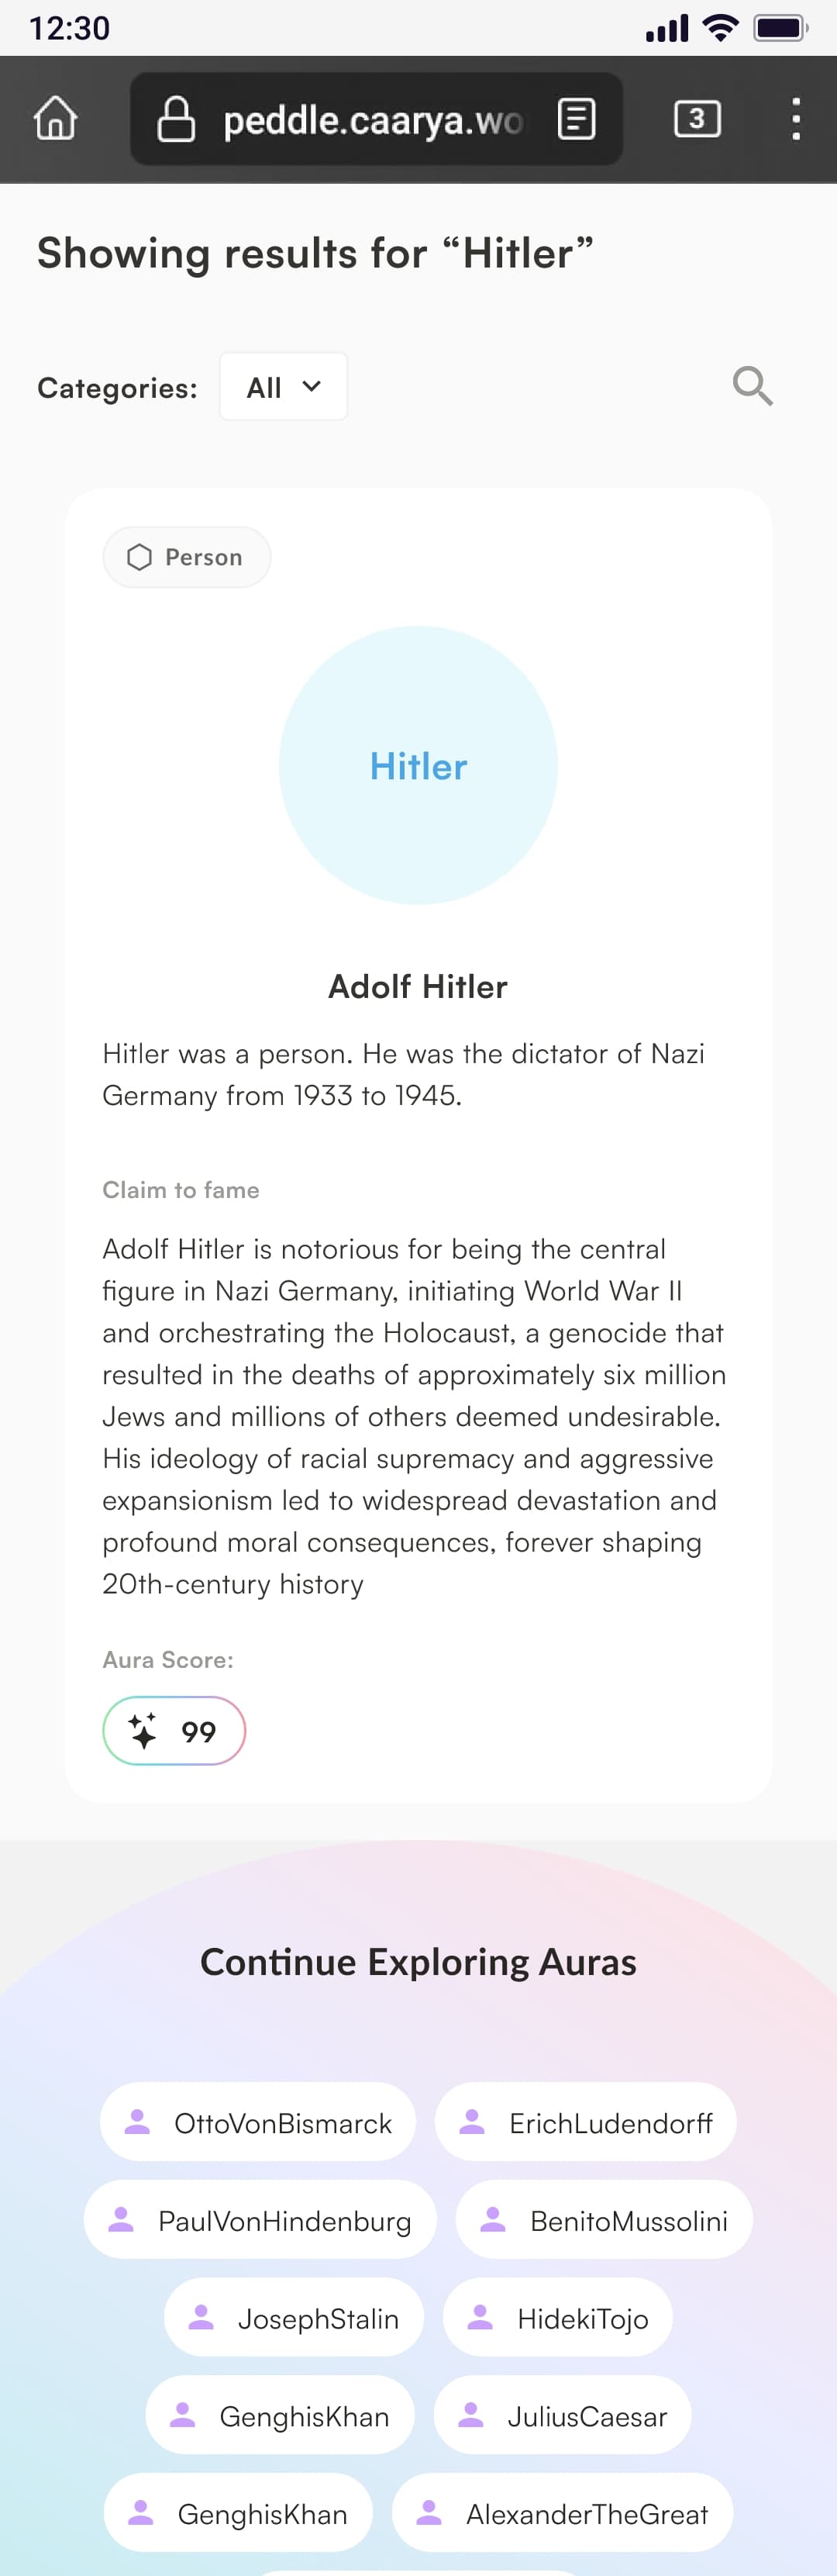 12:30
peddle.caarya.wo
3
Showing results for “Hitler”
Categories: All
Person
Hitler
Adolf Hitler
Hitler was a person. He was the dictator of Nazi
Germany from 1933 to 1945.
Claim to fame
Adolf Hitler is notorious for being the central
figure in Nazi Germany, initiating World War II
and orchestrating the Holocaust, a genocide that
resulted in the deaths of approximately six million
Jews and millions of others deemed undesirable.
His ideology of racial supremacy and aggressive
expansionism led to widespread devastation and
profound moral consequences, forever shaping
20th-century history
Aura Score:
99
Continue Exploring Auras
OttoVonBismarck ErichLudendorff
PaulVonHindenburg BenitoMussolini
JosephStalin HidekiTojo
GenghisKhan JuliusCaesar
GenghisKhan AlexanderTheGreat